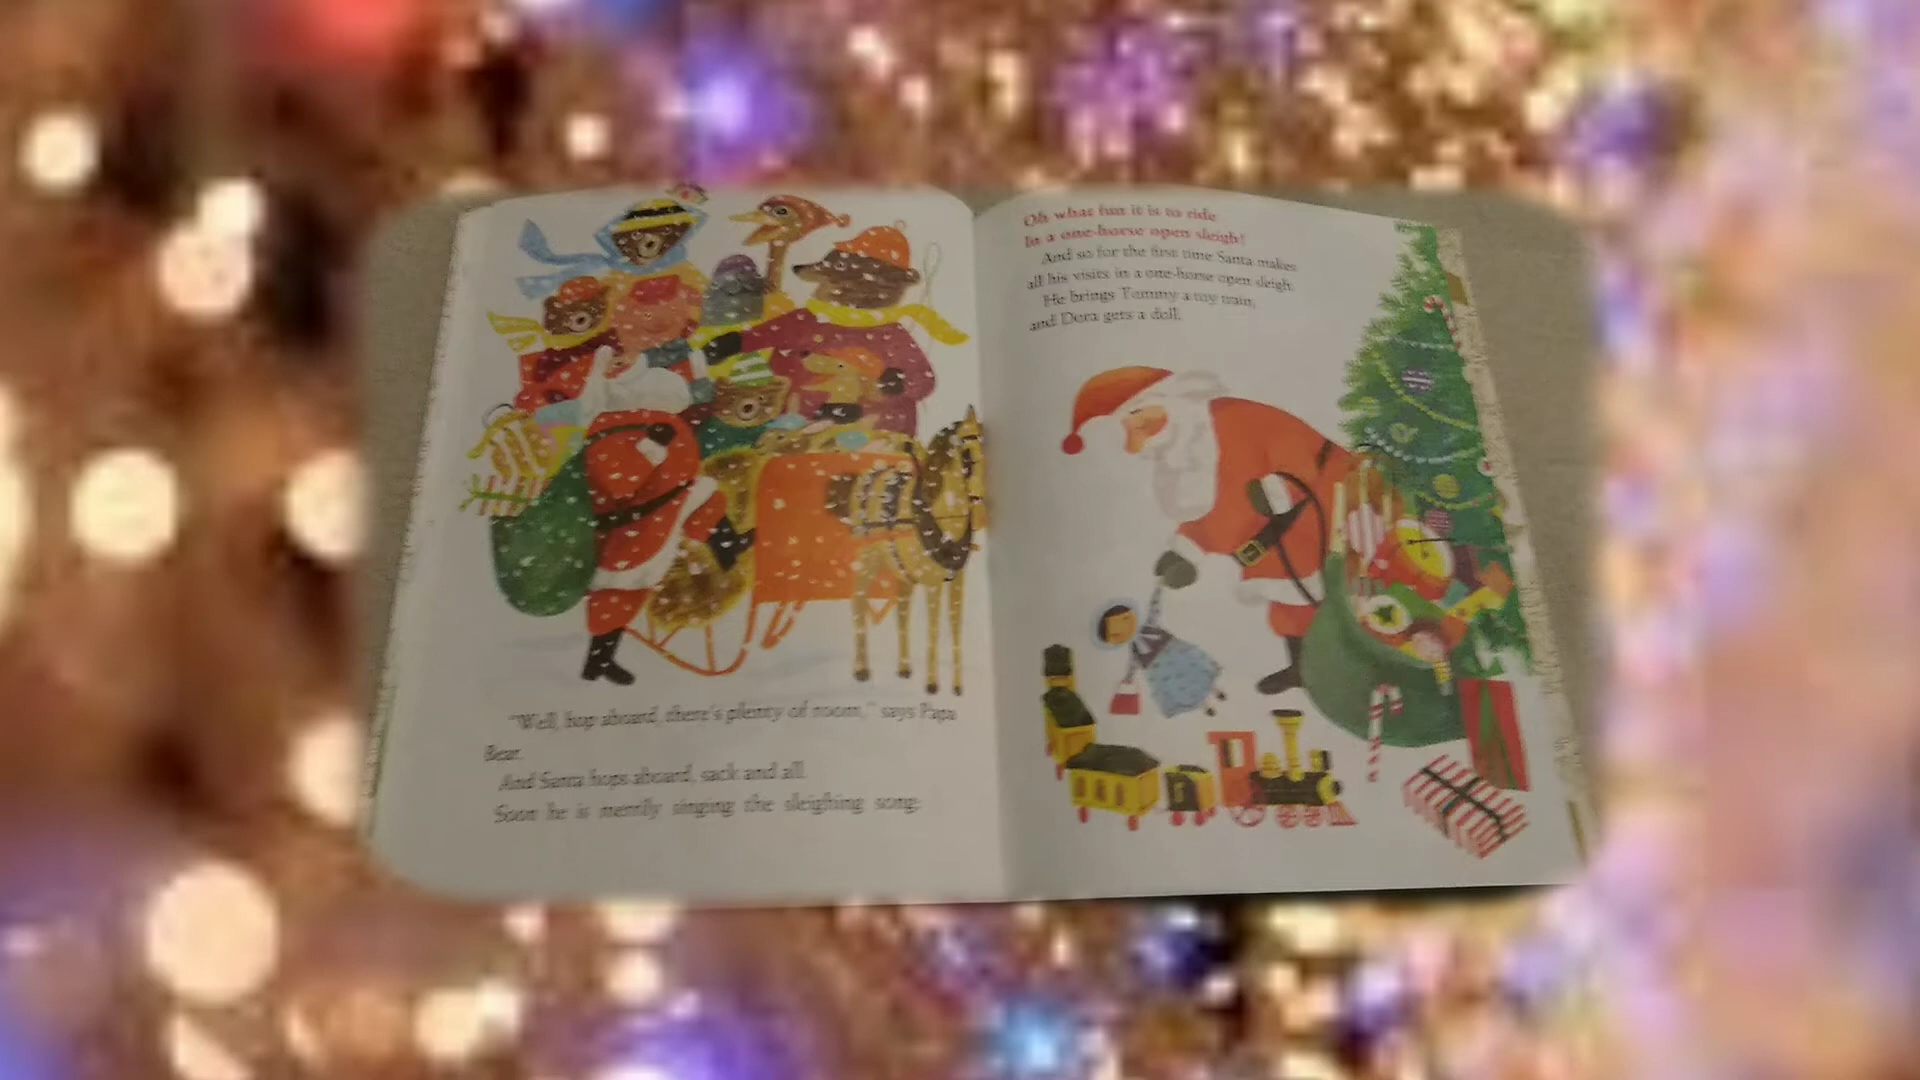 "Well, hop aboard, there's plenty of room," says Papa
Bear.
And Santa hops aboard, sack and all.
Soon he is merrily singing the sleighing song:
Oh what fun it is to ride
In a one-horse open sleigh!
And so for the first time Santa makes
all his visits in a one-horse open sleigh.
He brings Tommy a toy train,
and Dora gets a doll.